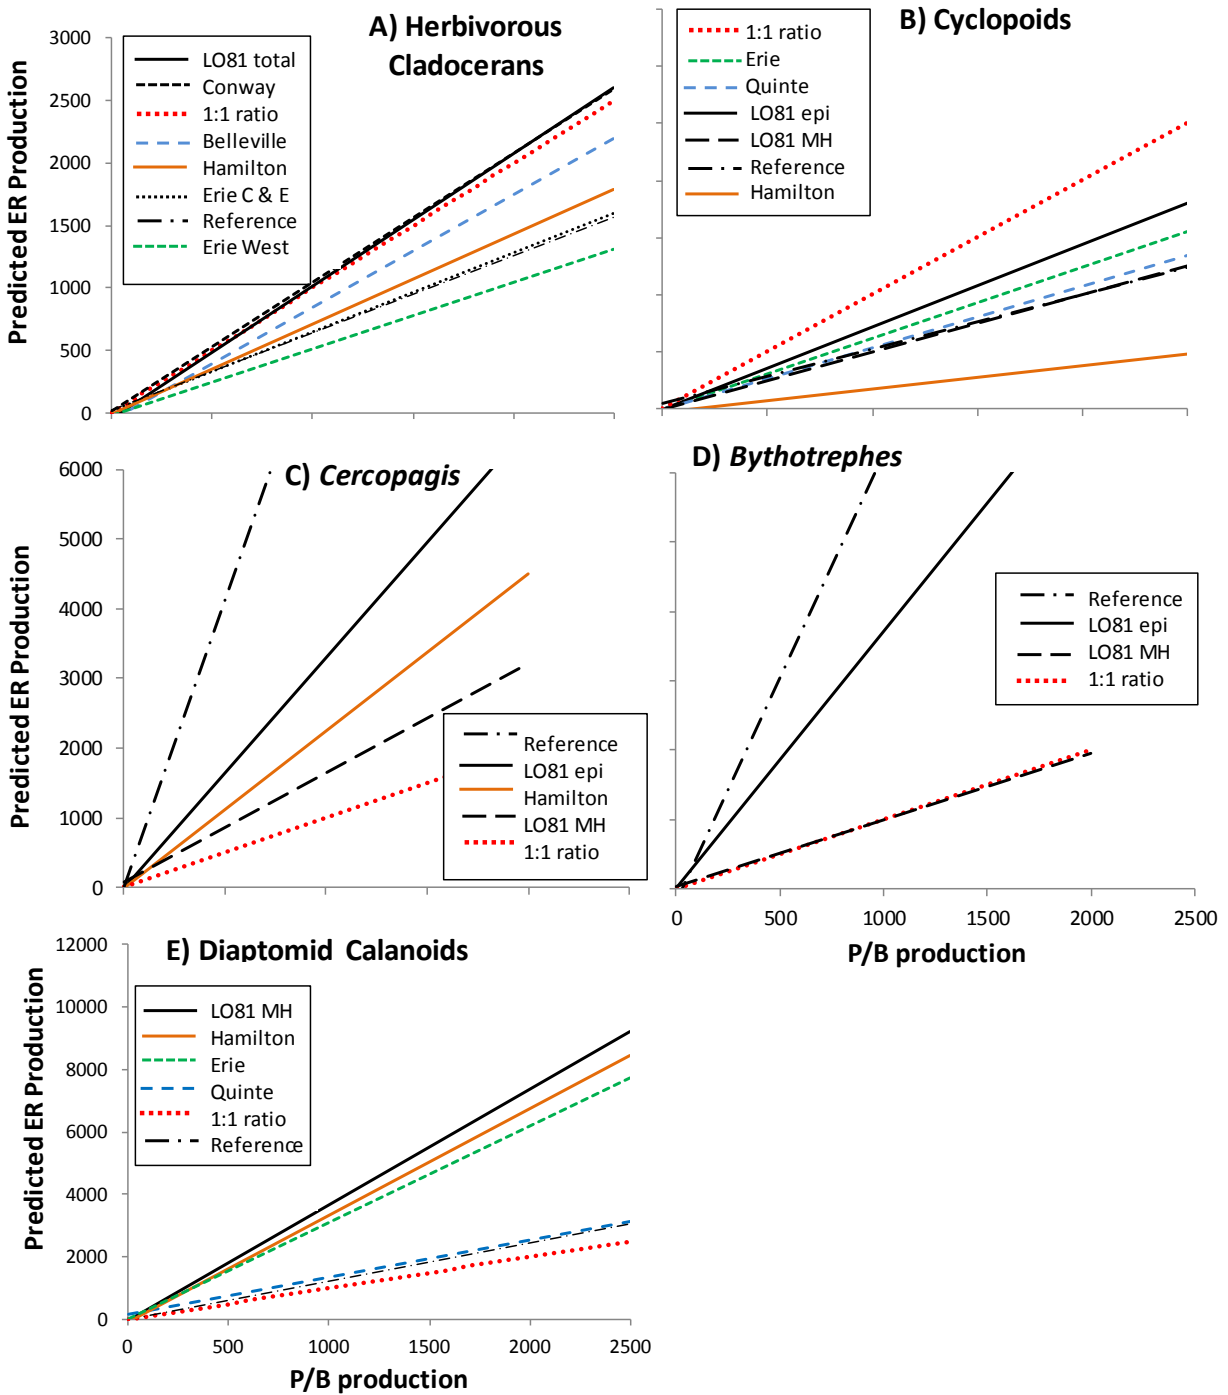 A) Herbivorous
Cladocerans
Predicted ER Production
3000
2500
2000
1500
1000
500
0
LO81 total
Conway
1:1 ratio
Belleville
Hamilton
Erie C & E
Reference
Erie West
B) Cyclopoids
1:1 ratio
Erie
Quinte
LO81 epi
LO81 MH
Reference
Hamilton
C) Cercopagis
Predicted ER Production
6000
5000
4000
3000
2000
1000
0
Reference
LO81 epi
Hamilton
LO81 MH
1:1 ratio
D) Bythotrephes
Reference
LO81 epi
LO81 MH
1:1 ratio
0 500 1000 1500 2000 2500
P/B production
E) Diaptomid Calanoids
Predicted ER Production
12000
10000
8000
6000
4000
2000
0
LO81 MH
Hamilton
Erie
Quinte
1:1 ratio
Reference
0 500 1000 1500 2000 2500
P/B production